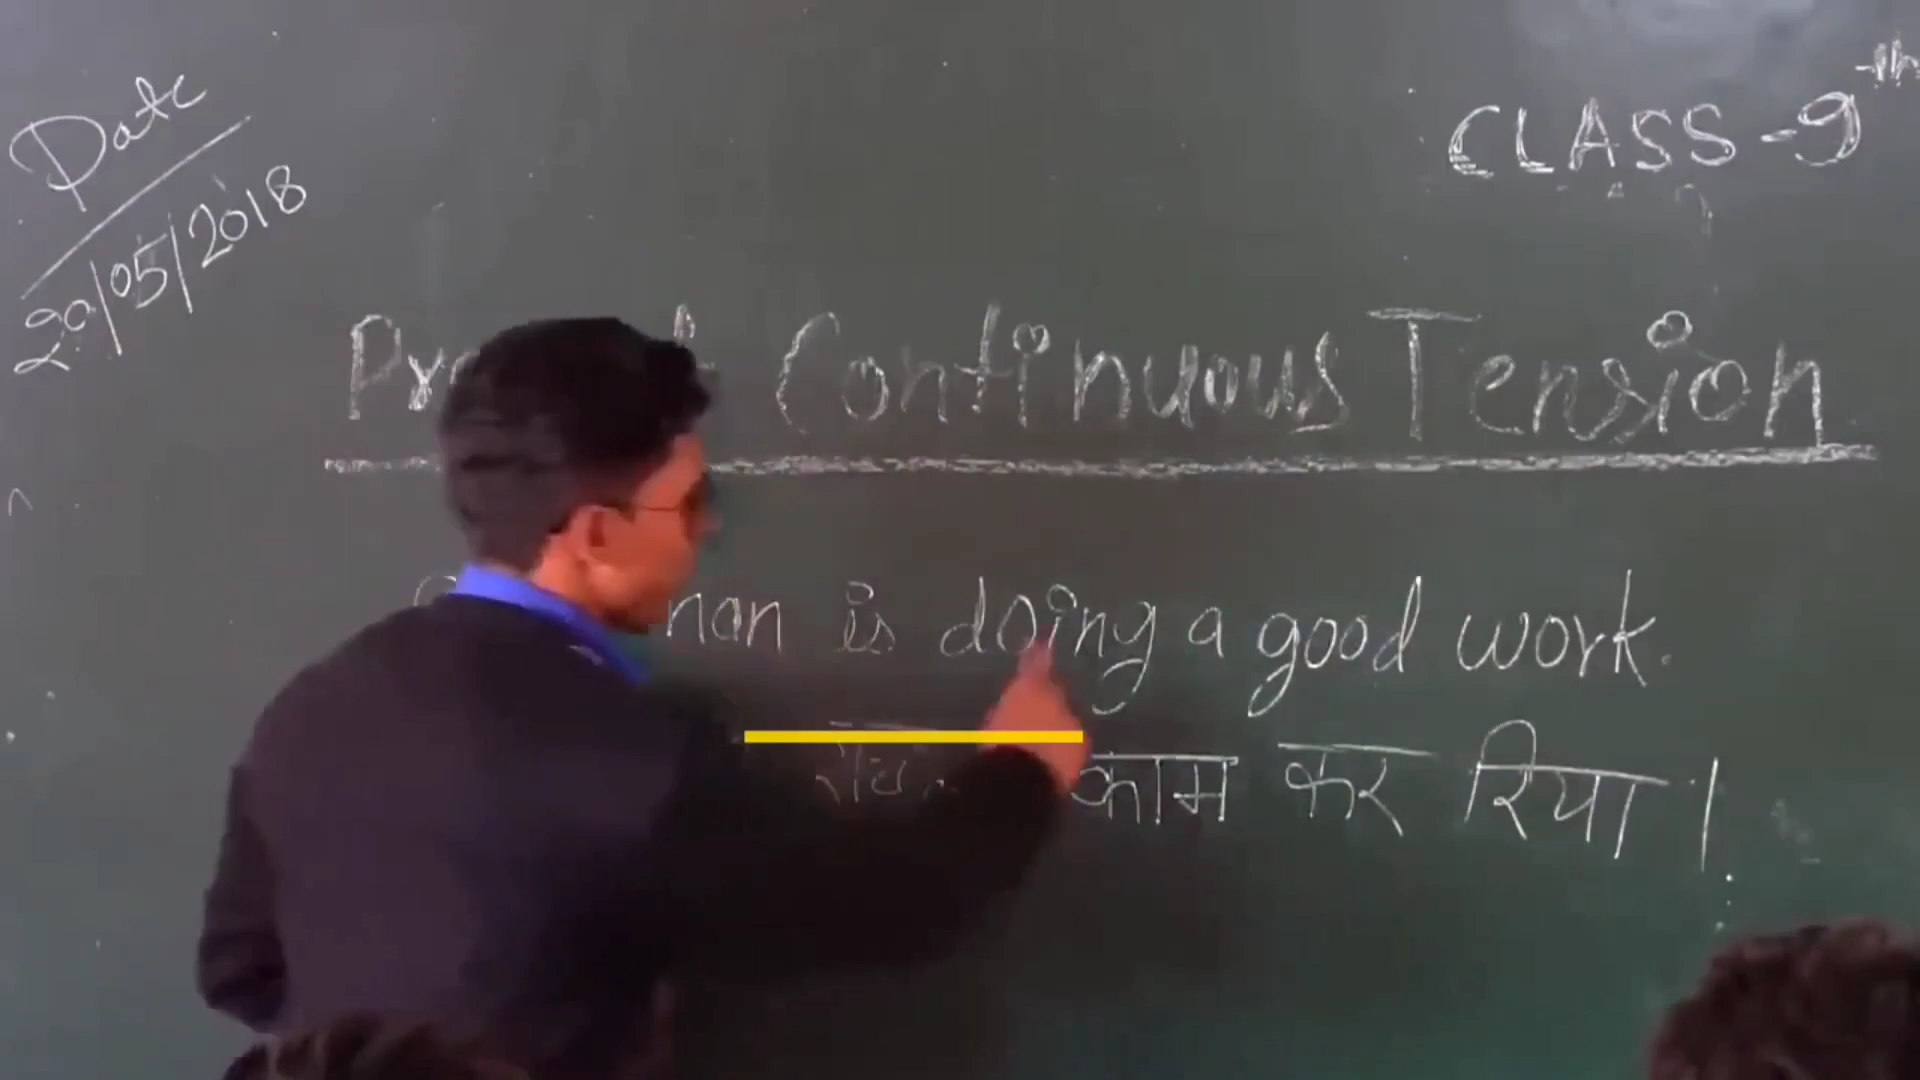 Date
20/05/2018
CLASS-9th
Continuous Tension
is doing a good work.
काम कर रिया।